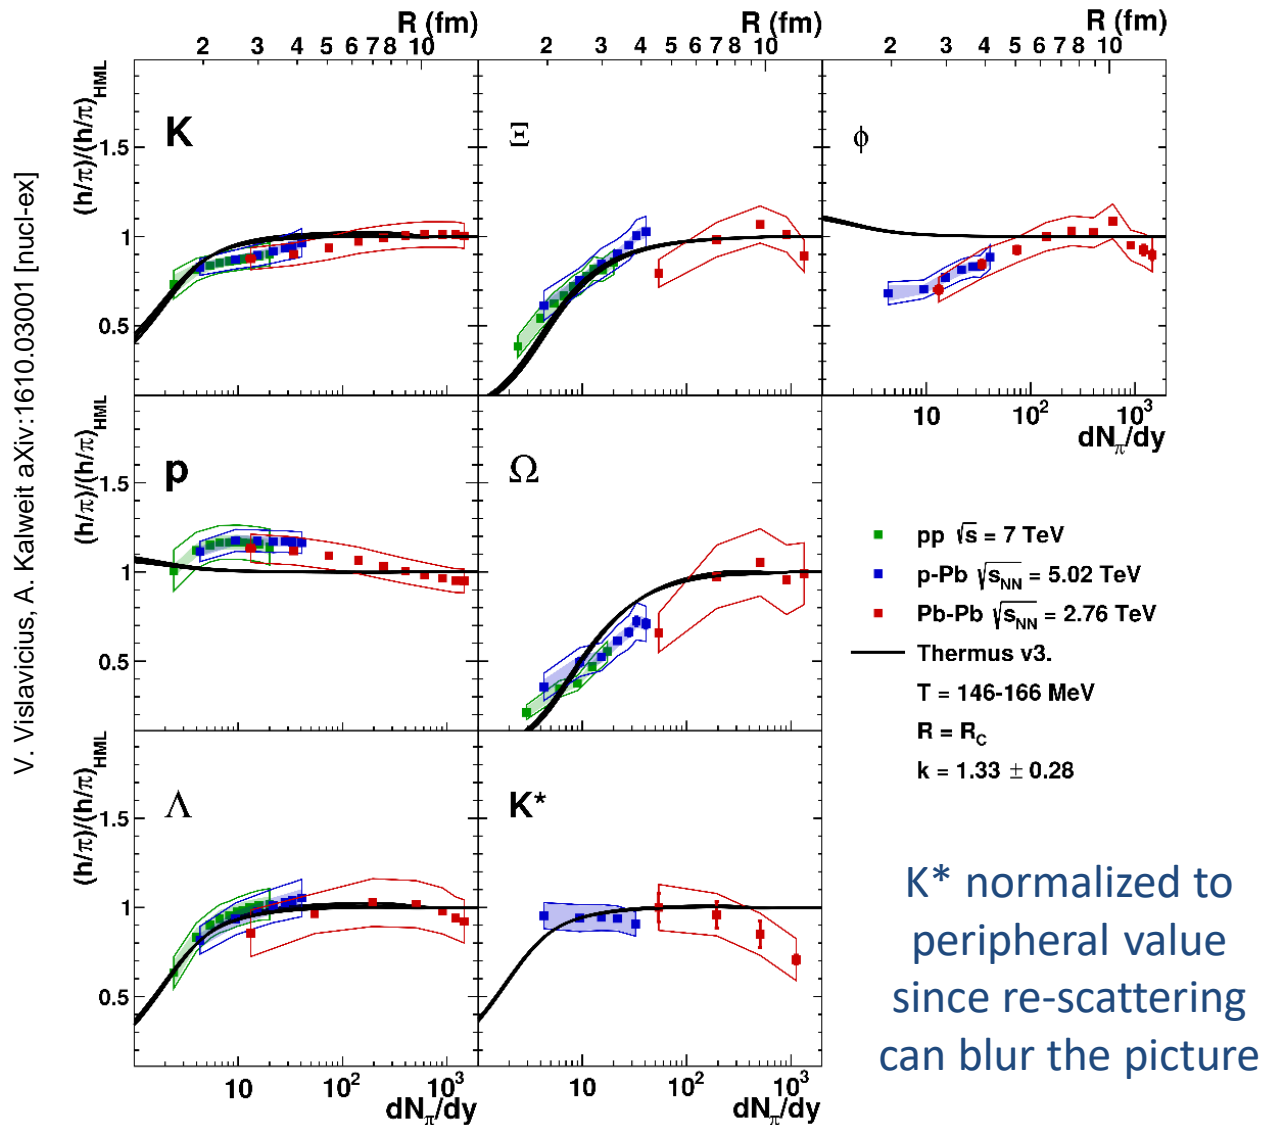 V. Vislavicius, A. Kalweit aXiv:1610.03001 [nucl-ex]
R (fm) R (fm) R (fm)
2 3 4 5 6 7 8 10 2 3 4 5 6 7 8 10 2 3 4 5 6 7 8 10
(h/π)/(h/π)HML
K Ξ ϕ
1.5
1
0.5
10 10² 10³
dNπ/dy
(h/π)/(h/π)HML
p Ω
1.5
1
0.5
pp √s = 7 TeV
p-Pb √sNN = 5.02 TeV
Pb-Pb √sNN = 2.76 TeV
Thermus v3.
T = 146-166 MeV
R = RC
k = 1.33 ± 0.28
(h/π)/(h/π)HML
Λ K*
1.5
1
0.5
10 10² 10³ 10 10² 10³
dNπ/dy dNπ/dy
K* normalized to
peripheral value
since re-scattering
can blur the picture